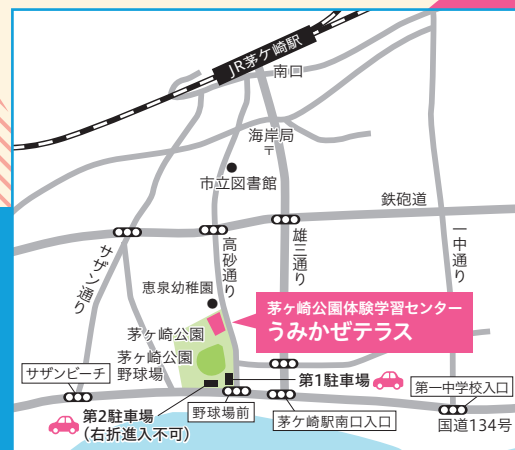 JR茅ケ崎駅
南口
海岸局
〒
市立図書館
鉄砲道
サザン通り
高砂通り
雄三通り
一中通り
恵泉幼稚園
茅ヶ崎公園体験学習センター
うみかぜテラス
茅ヶ崎公園
茅ヶ崎公園
野球場
サザンビーチ
第1駐車場
第一中学校入口
第2駐車場
(右折進入不可)
野球場前
茅ケ崎駅南口入口
国道134号